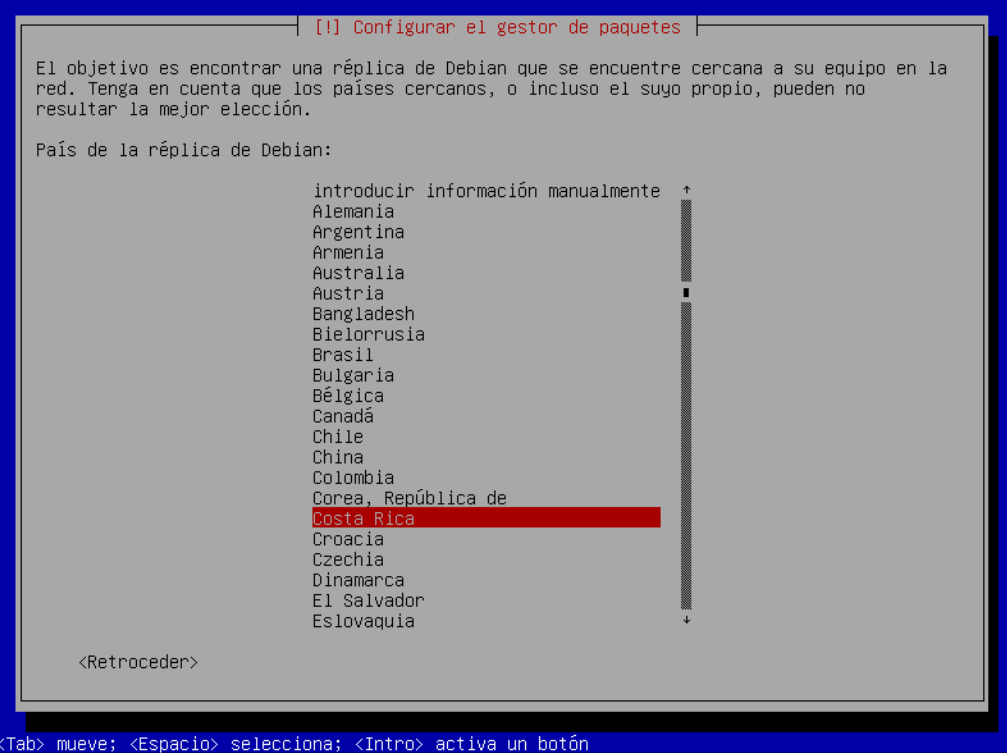 [!] Configurar el gestor de paquetes
El objetivo es encontrar una réplica de Debian que se encuentre cercana a su equipo en la
red. Tenga en cuenta que los países cercanos, o incluso el suyo propio, pueden no
resultar la mejor elección.
País de la réplica de Debian:
introducir información manualmente
Alemania
Argentina
Armenia
Australia
Austria
Bangladesh
Bielorrusia
Brasil
Bulgaria
Bélgica
Canadá
Chile
China
Colombia
Corea, República de
Costa Rica
Croacia
Czechia
Dinamarca
El Salvador
Eslovaquia
<Retroceder>
<Tab> mueve; <Espacio> selecciona; <Intro> activa un botón